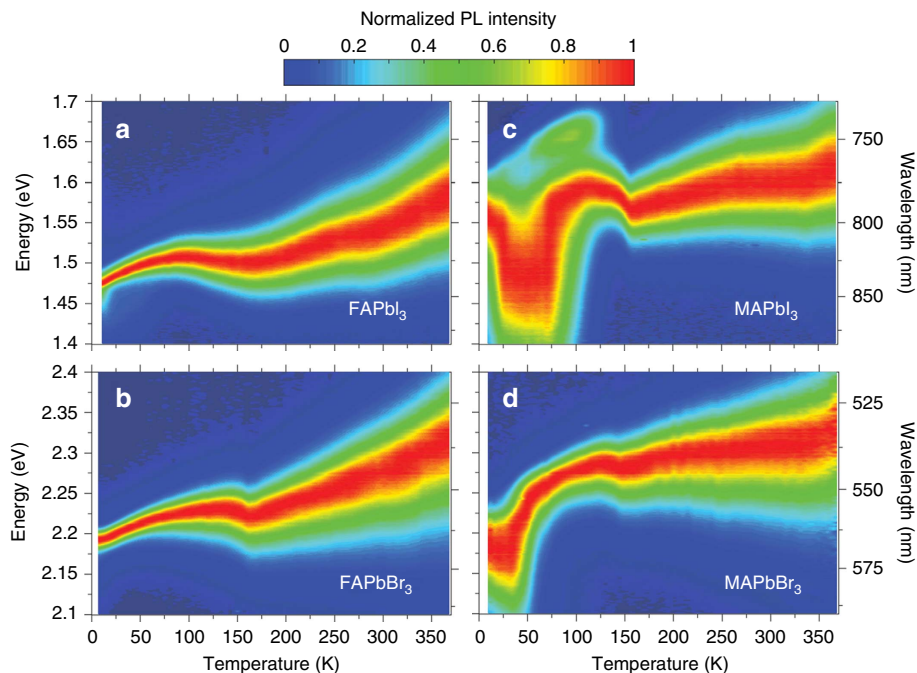 Normalized PL intensity
0 0.2 0.4 0.6 0.8 1
a
c
1.7
1.65
1.6
1.55
1.5
1.45
1.4
Energy (eV)
FAPbI3
MAPbI3
750
800
850
Wavelength (nm)
b
d
2.4
2.35
2.3
2.25
2.2
2.15
2.1
Energy (eV)
FAPbBr3
MAPbBr3
525
550
575
Wavelength (nm)
0 50 100 150 200 250 300 350
0 50 100 150 200 250 300 350
Temperature (K)
Temperature (K)